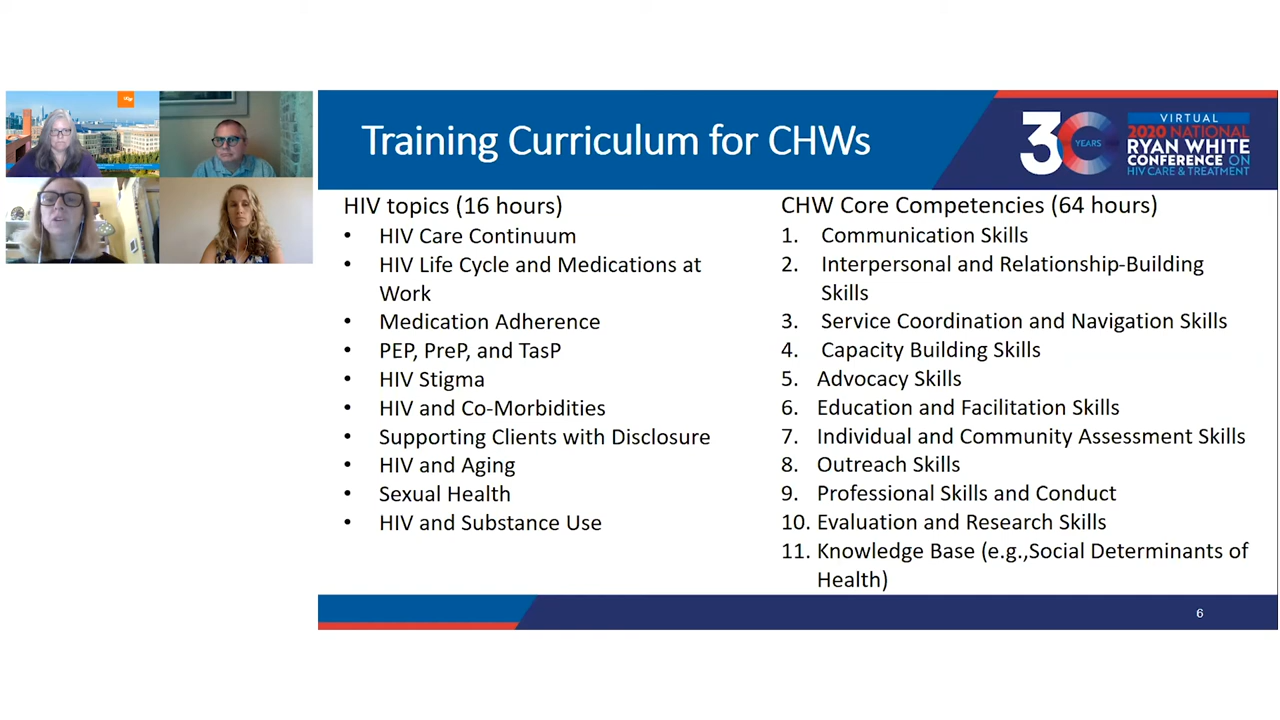 Training Curriculum for CHWs
30
YEARS
VIRTUAL
2020 NATIONAL
RYAN WHITE
CONFERENCE ON
HIV CARE & TREATMENT
HIV topics (16 hours)
• HIV Care Continuum
• HIV Life Cycle and Medications at
Work
• Medication Adherence
• PEP, PreP, and TasP
• HIV Stigma
• HIV and Co-Morbidities
• Supporting Clients with Disclosure
• HIV and Aging
• Sexual Health
• HIV and Substance Use
CHW Core Competencies (64 hours)
1. Communication Skills
2. Interpersonal and Relationship-Building
Skills
3. Service Coordination and Navigation Skills
4. Capacity Building Skills
5. Advocacy Skills
6. Education and Facilitation Skills
7. Individual and Community Assessment Skills
8. Outreach Skills
9. Professional Skills and Conduct
10. Evaluation and Research Skills
11. Knowledge Base (e.g.,Social Determinants of
Health)
6